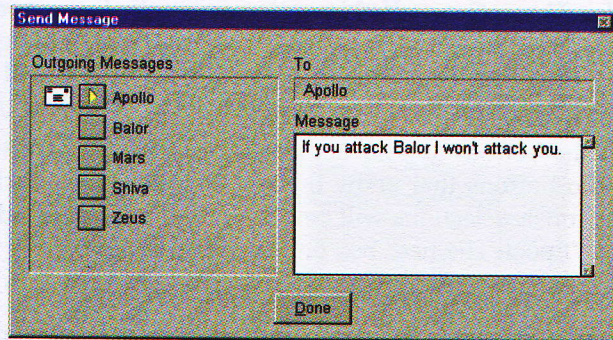 Send Message
Outgoing Messages
Apollo
Balor
Mars
Shiva
Zeus
To
Apollo
Message
If you attack Balor I won't attack you.
Done